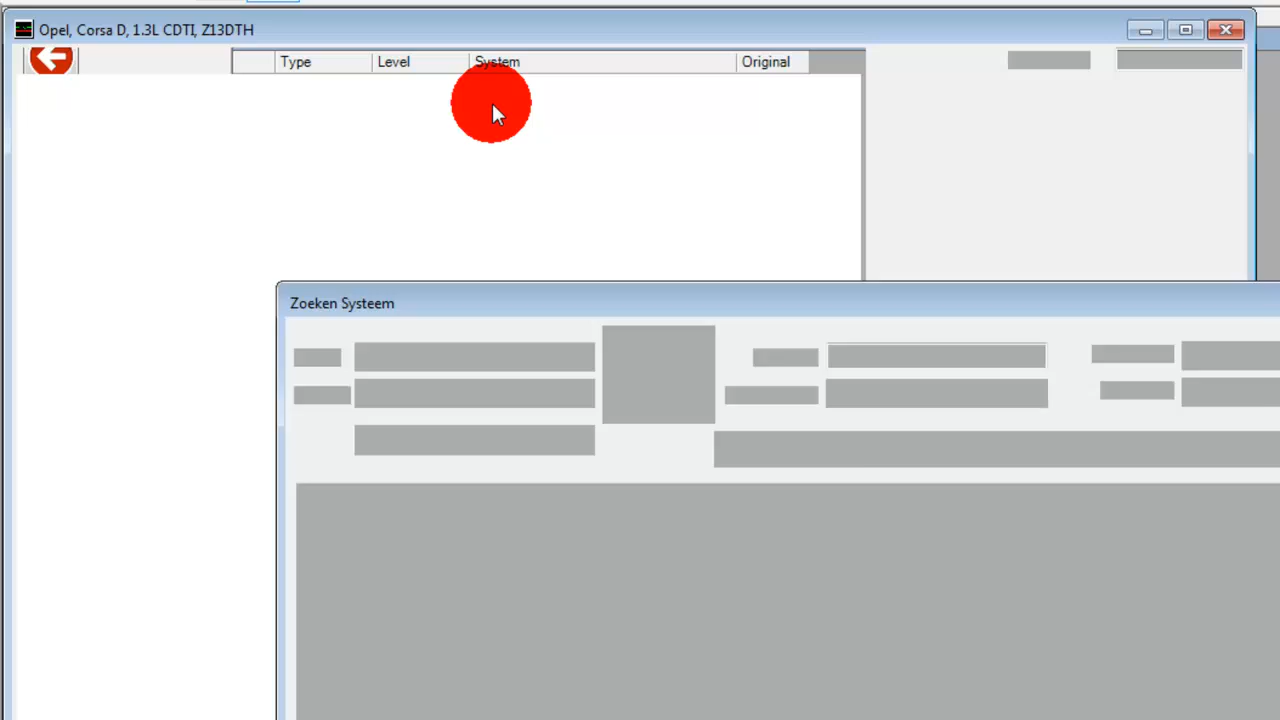 Opel, Corsa D, 1.3L CDTI, Z13DTH
Type Level System Original
Zoeken Systeem